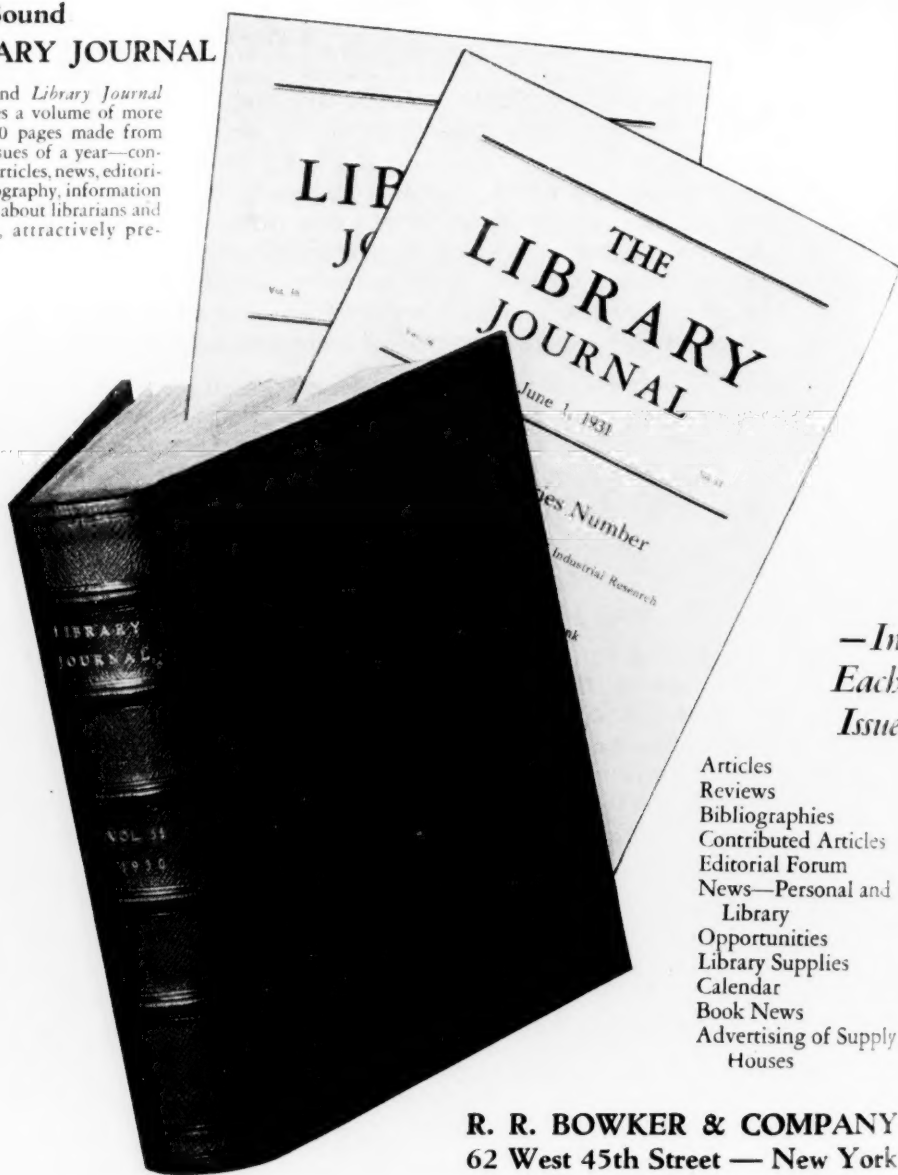 Bound
ARY JOURNAL
nd Library Journal
es a volume of more
0 pages made from
sues of a year—con-
rticles, news, editori-
ography, information
about librarians and
, attractively pre-
LIB
JO
THE
LIBRARY
JOURNAL
June 1, 1931
ies Number
Industrial Research
nk
LIBRARY
JOURNAL
VOL 55
1930
—In
Each
Issue
Articles
Reviews
Bibliographies
Contributed Articles
Editorial Forum
News—Personal and
Library
Opportunities
Library Supplies
Calendar
Book News
Advertising of Supply
Houses
R. R. BOWKER & COMPANY
62 West 45th Street — New York